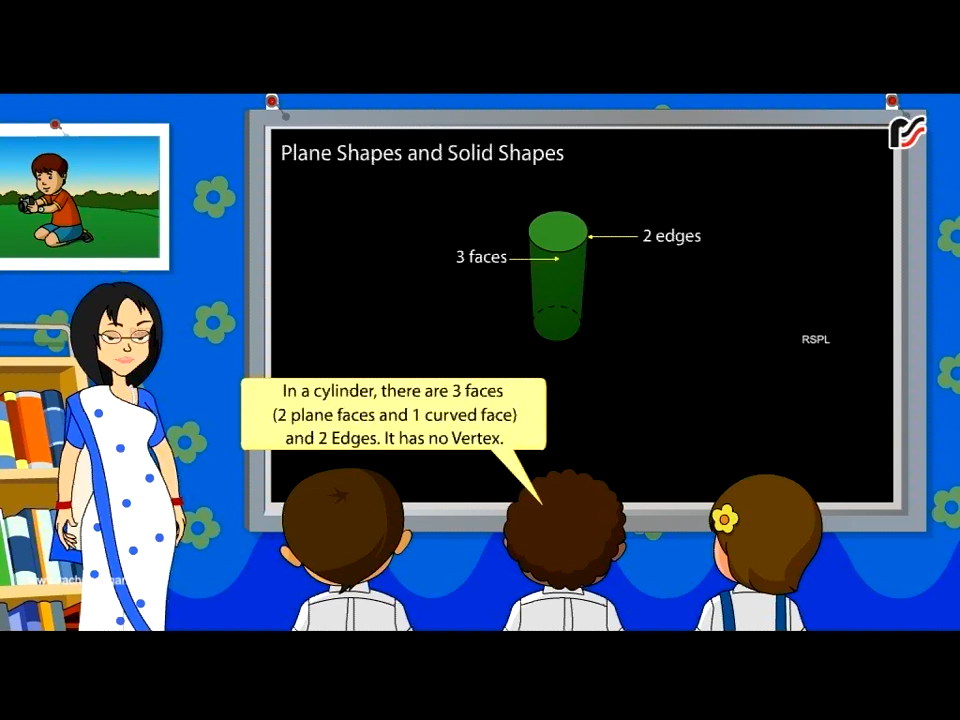 Plane Shapes and Solid Shapes
2 edges
3 faces
RSPL
In a cylinder, there are 3 faces
(2 plane faces and 1 curved face)
and 2 Edges. It has no Vertex.